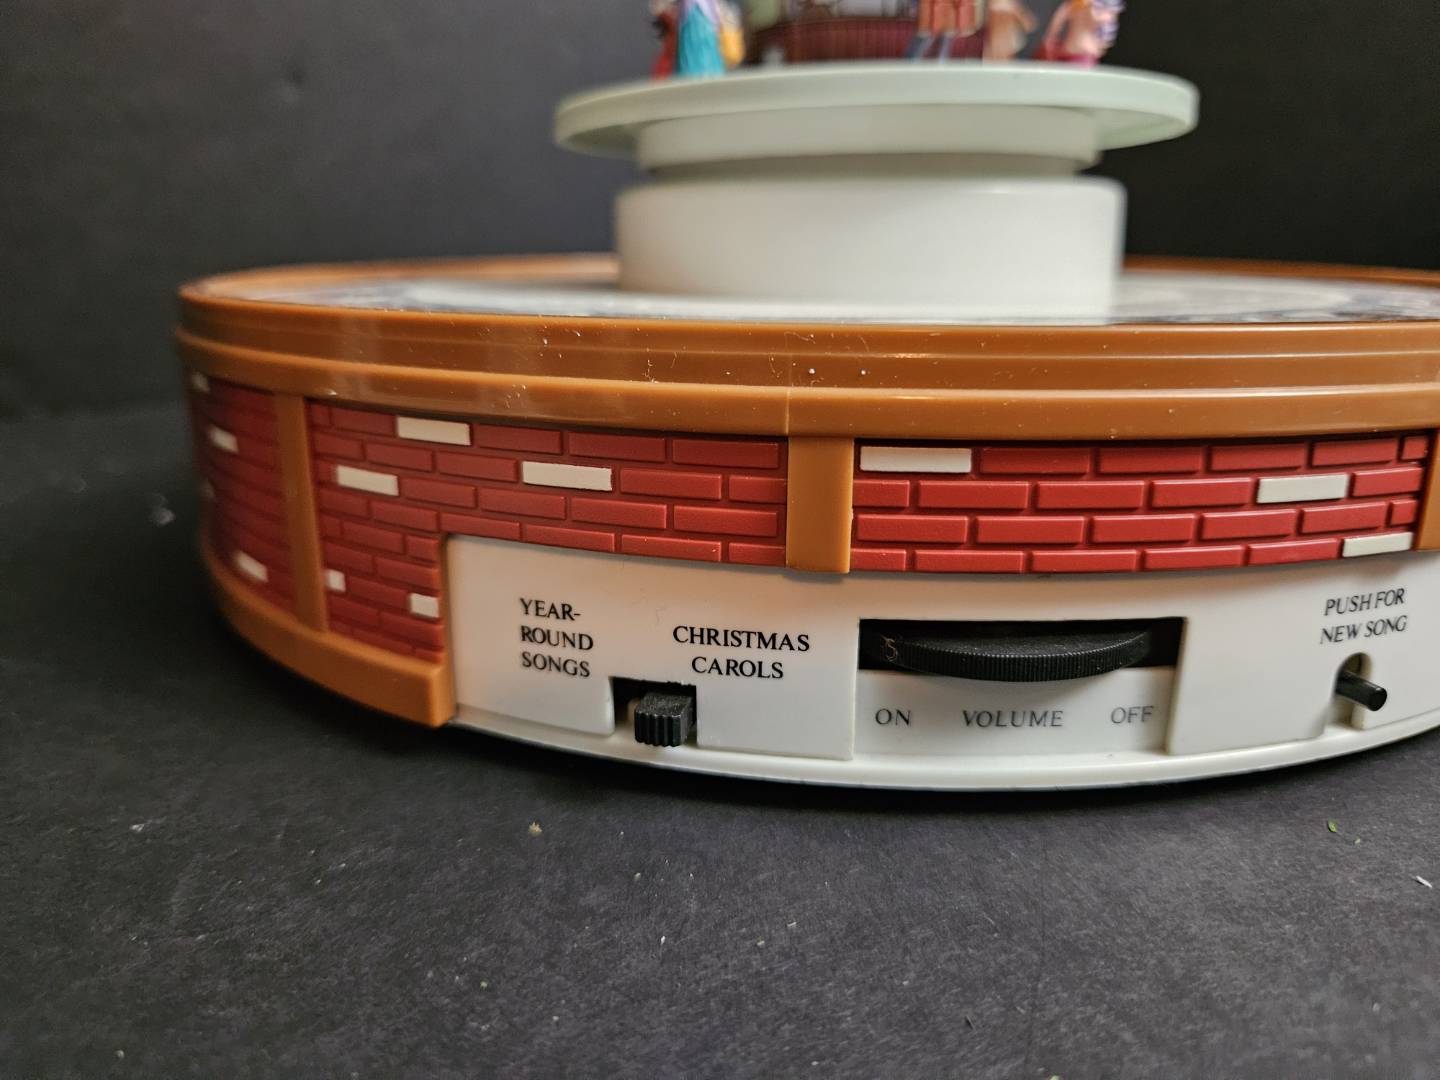 YEAR-
ROUND
SONGS
CHRISTMAS
CAROLS
ON VOLUME OFF
PUSH FOR
NEW SONG